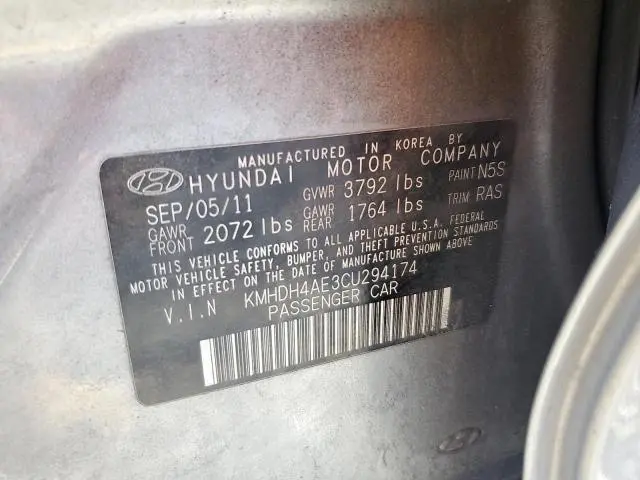 MANUFACTURED IN KOREA BY
HYUNDAI MOTOR COMPANY
SEP/05/11 GVWR 3792 lbs PAINT N5S
GAWR FRONT 2072 lbs GAWR REAR 1764 lbs TRIM RAS
THIS VEHICLE CONFORMS TO ALL APPLICABLE U.S.A. FEDERAL
MOTOR VEHICLE SAFETY, BUMPER, AND THEFT PREVENTION STANDARDS
IN EFFECT ON THE DATE OF MANUFACTURE SHOWN ABOVE
V.I.N KMHDH4AE3CU294174
PASSENGER CAR